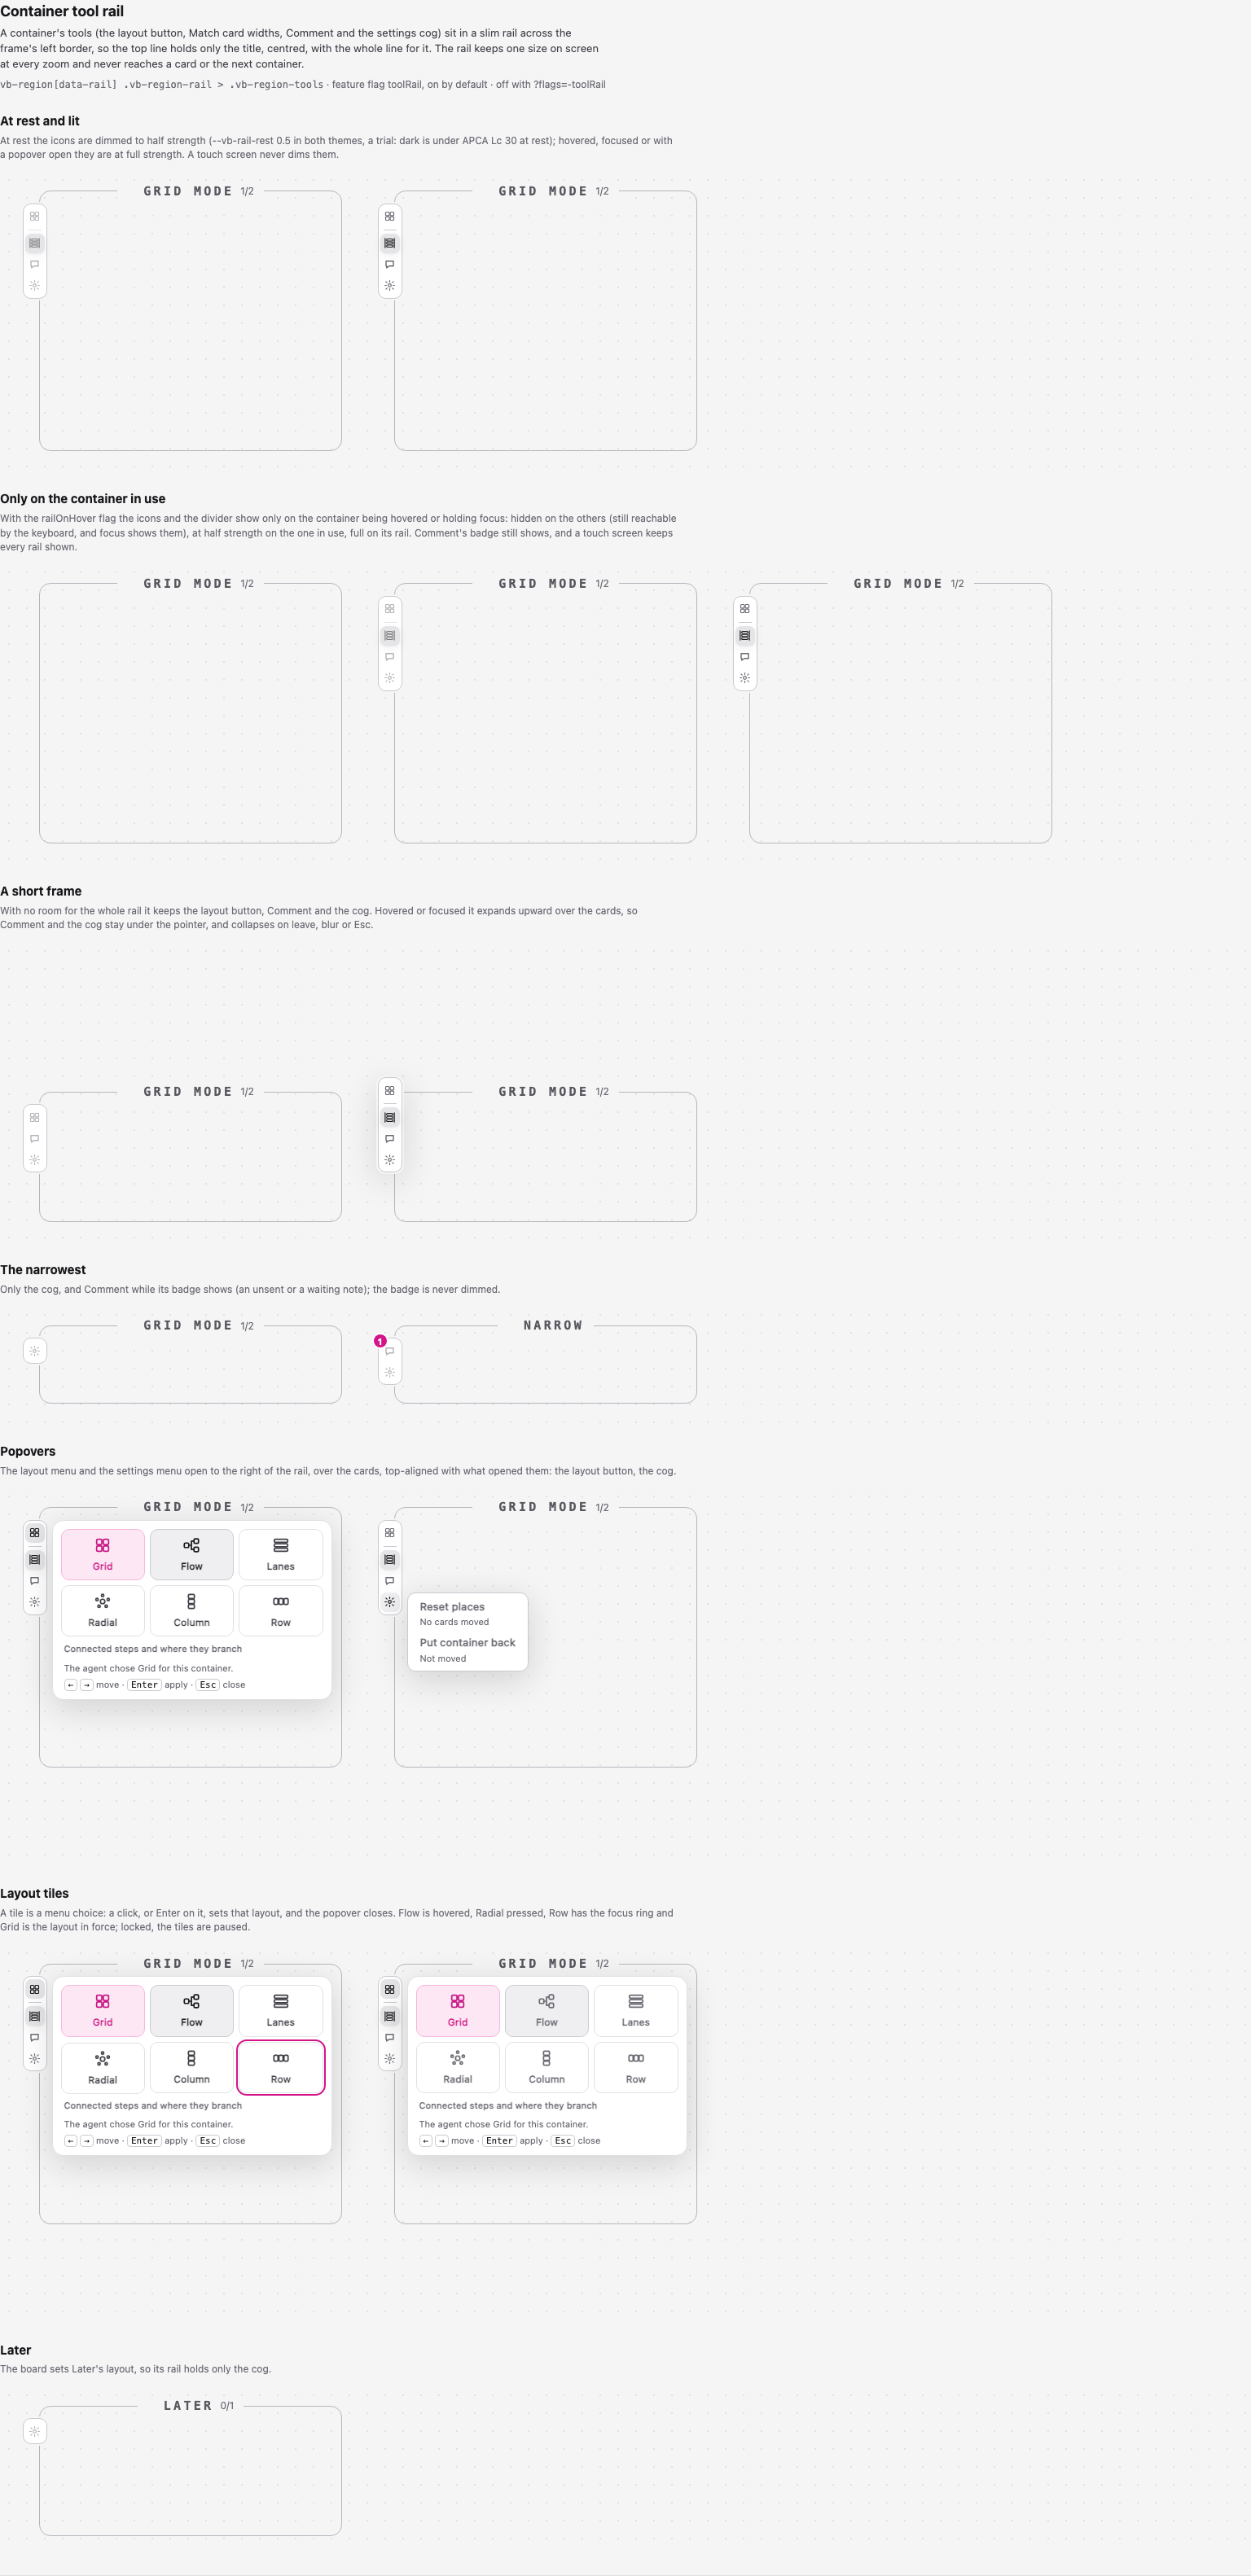 Container tool rail
A container's tools (the layout button, Match card widths, Comment and the settings cog) sit in a slim rail across the
frame's left border, so the top line holds only the title, centred, with the whole line for it. The rail keeps one size on screen
at every zoom and never reaches a card or the next container.
vb-region[data-rail] .vb-region-rail > .vb-region-tools · feature flag toolRail, on by default · off with ?flags=-toolRail
At rest and lit
At rest the icons are dimmed to half strength (--vb-rail-rest 0.5 in both themes, a trial: dark is under APCA Lc 30 at rest); hovered, focused or with
a popover open they are at full strength. A touch screen never dims them.
GRID MODE 1/2
GRID MODE 1/2
Only on the container in use
With the railOnHover flag the icons and the divider show only on the container being hovered or holding focus: hidden on the others (still reachable
by the keyboard, and focus shows them), at half strength on the one in use, full on its rail. Comment's badge still shows, and a touch screen keeps
every rail shown.
GRID MODE 1/2
GRID MODE 1/2
GRID MODE 1/2
A short frame
With no room for the whole rail it keeps the layout button, Comment and the cog. Hovered or focused it expands upward over the cards, so
Comment and the cog stay under the pointer, and collapses on leave, blur or Esc.
GRID MODE 1/2
GRID MODE 1/2
The narrowest
Only the cog, and Comment while its badge shows (an unsent or a waiting note); the badge is never dimmed.
GRID MODE 1/2
NARROW
1
Popovers
The layout menu and the settings menu open to the right of the rail, over the cards, top-aligned with what opened them: the layout button, the cog.
GRID MODE 1/2
Grid
Flow
Lanes
Radial
Column
Row
Connected steps and where they branch
The agent chose Grid for this container.
← → move · Enter apply · Esc close
GRID MODE 1/2
Reset places
No cards moved
Put container back
Not moved
Layout tiles
A tile is a menu choice: a click, or Enter on it, sets that layout, and the popover closes. Flow is hovered, Radial pressed, Row has the focus ring and
Grid is the layout in force; locked, the tiles are paused.
GRID MODE 1/2
Grid
Flow
Lanes
Radial
Column
Row
Connected steps and where they branch
The agent chose Grid for this container.
← → move · Enter apply · Esc close
GRID MODE 1/2
Grid
Flow
Lanes
Radial
Column
Row
Connected steps and where they branch
The agent chose Grid for this container.
← → move · Enter apply · Esc close
Later
The board sets Later's layout, so its rail holds only the cog.
LATER 0/1